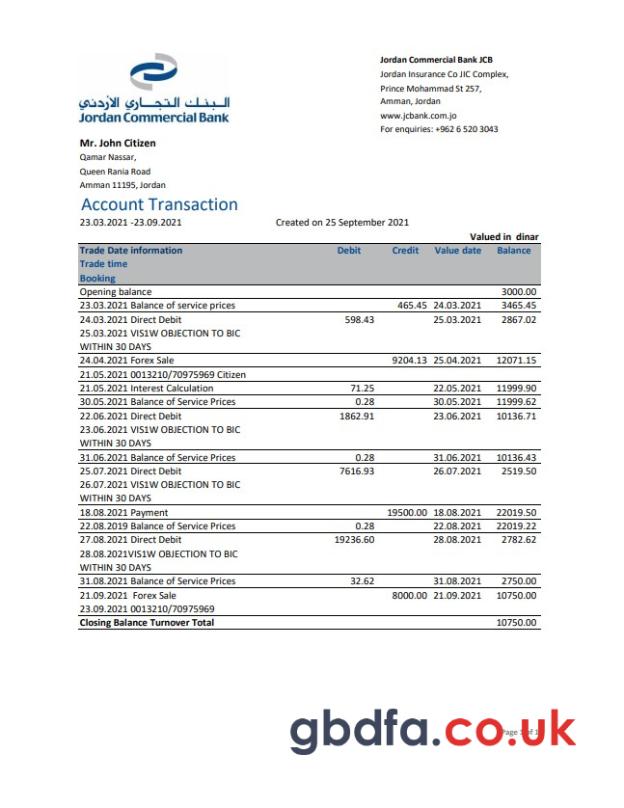 البنك التجاري الأردني
Jordan Commercial Bank
Jordan Commercial Bank JCB
Jordan Insurance Co JIC Complex,
Prince Mohammad St 257,
Amman, Jordan
www.jcbank.com.jo
For enquiries: +962 6 520 3043
Mr. John Citizen
Qamar Nassar,
Queen Rania Road
Amman 11195, Jordan
Account Transaction
23.03.2021 -23.09.2021 Created on 25 September 2021
Valued in dinar
Trade Date information Debit Credit Value date Balance
Trade time
Booking
Opening balance 3000.00
23.03.2021 Balance of service prices 465.45 24.03.2021 3465.45
24.03.2021 Direct Debit 598.43 25.03.2021 2867.02
25.03.2021 VIS1W OBJECTION TO BIC
WITHIN 30 DAYS
24.04.2021 Forex Sale 9204.13 25.04.2021 12071.15
21.05.2021 0013210/70975969 Citizen
21.05.2021 Interest Calculation 71.25 22.05.2021 11999.90
30.05.2021 Balance of Service Prices 0.28 30.05.2021 11999.62
22.06.2021 Direct Debit 1862.91 23.06.2021 10136.71
23.06.2021 VIS1W OBJECTION TO BIC
WITHIN 30 DAYS
31.06.2021 Balance of Service Prices 0.28 31.06.2021 10136.43
25.07.2021 Direct Debit 7616.93 26.07.2021 2519.50
26.07.2021 VIS1W OBJECTION TO BIC
WITHIN 30 DAYS
18.08.2021 Payment 19500.00 18.08.2021 22019.50
22.08.2019 Balance of Service Prices 0.28 22.08.2021 22019.22
27.08.2021 Direct Debit 19236.60 28.08.2021 2782.62
28.08.2021VIS1W OBJECTION TO BIC
WITHIN 30 DAYS
31.08.2021 Balance of Service Prices 32.62 31.08.2021 2750.00
21.09.2021 Forex Sale 8000.00 21.09.2021 10750.00
23.09.2021 0013210/70975969
Closing Balance Turnover Total 10750.00
gbdfa.co.uk
Page 1 of 1